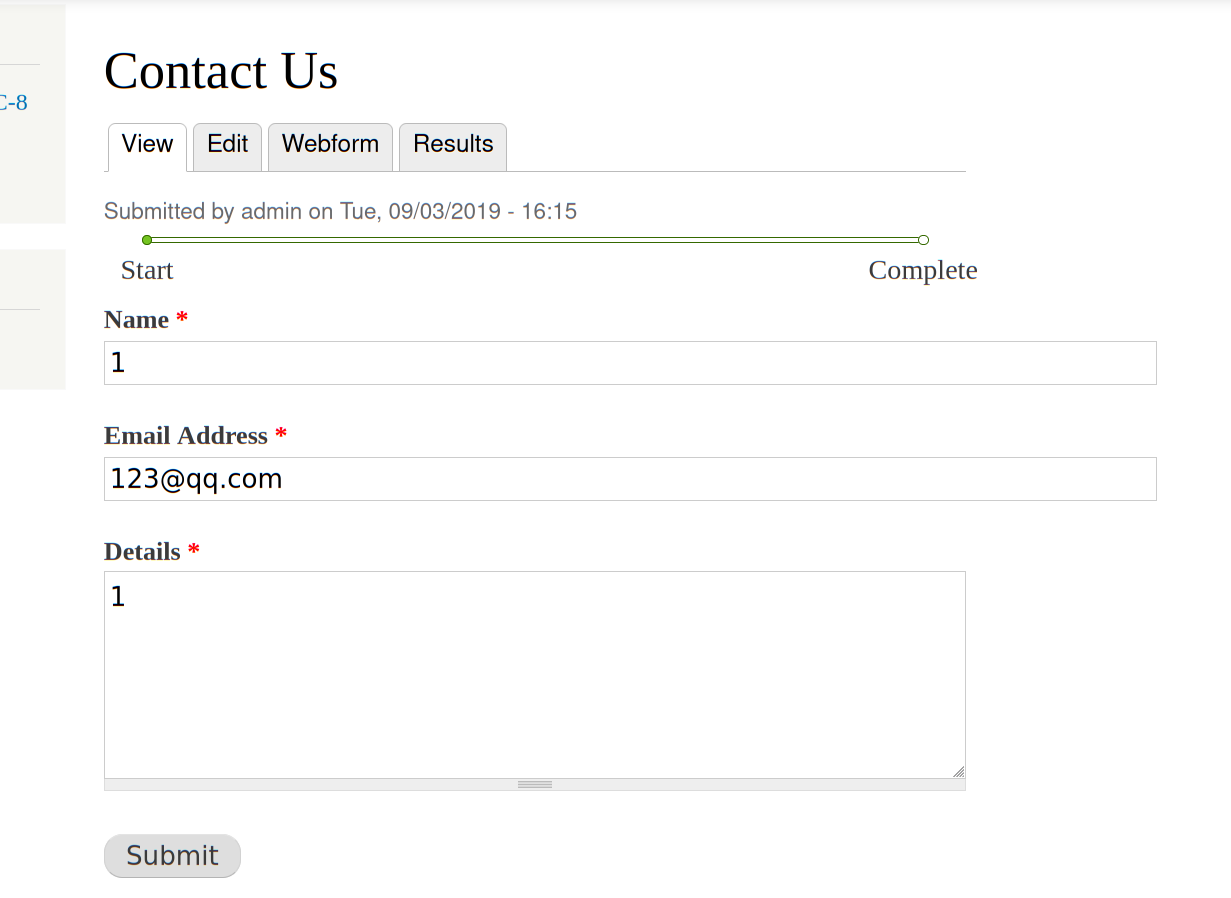 Contact Us
C-8
View Edit Webform Results
Submitted by admin on Tue, 09/03/2019 - 16:15
Start Complete
Name *
1
Email Address *
123@qq.com
Details *
1
Submit